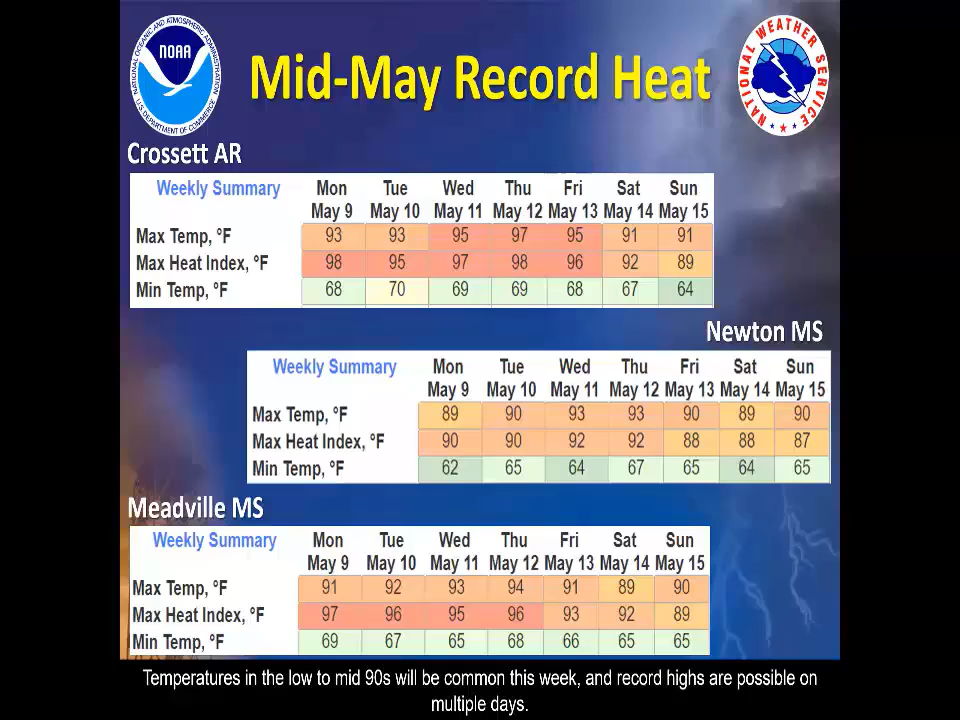 NATIONAL OCEANIC AND ATMOSPHERIC ADMINISTRATION
U.S. DEPARTMENT OF COMMERCE
NOAA
Mid-May Record Heat
NATIONAL WEATHER SERVICE
Crossett AR
Weekly Summary Mon Tue Wed Thu Fri Sat Sun
May 9 May 10 May 11 May 12 May 13 May 14 May 15
Max Temp, °F 93 93 95 97 95 91 91
Max Heat Index, °F 98 95 97 98 96 92 89
Min Temp, °F 68 70 69 69 68 67 64
Newton MS
Weekly Summary Mon Tue Wed Thu Fri Sat Sun
May 9 May 10 May 11 May 12 May 13 May 14 May 15
Max Temp, °F 89 90 93 93 90 89 90
Max Heat Index, °F 90 90 92 92 88 88 87
Min Temp, °F 62 65 64 67 65 64 65
Meadville MS
Weekly Summary Mon Tue Wed Thu Fri Sat Sun
May 9 May 10 May 11 May 12 May 13 May 14 May 15
Max Temp, °F 91 92 93 94 91 89 90
Max Heat Index, °F 97 96 95 96 93 92 89
Min Temp, °F 69 67 65 68 66 65 65
Temperatures in the low to mid 90s will be common this week, and record highs are possible on
multiple days.